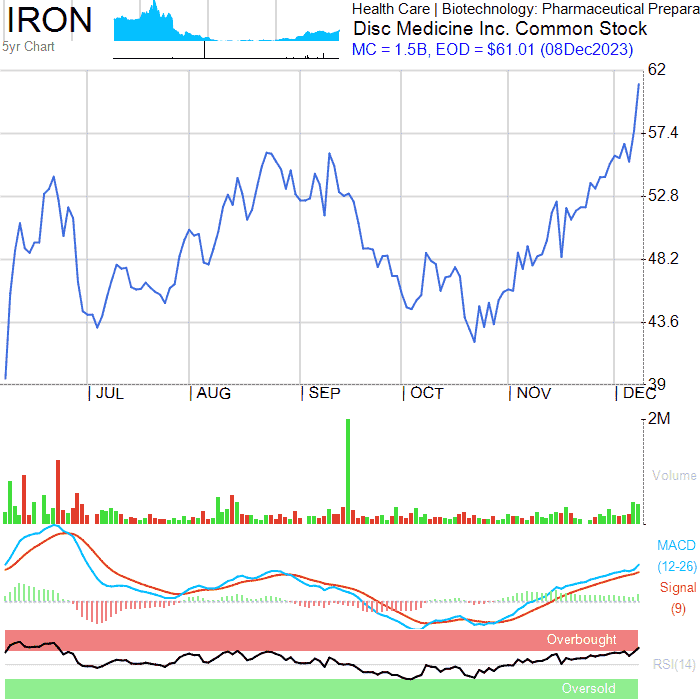 IRON
5yr Chart
Health Care | Biotechnology: Pharmaceutical Prepara
Disc Medicine Inc. Common Stock
MC = 1.5B, EOD = $61.01 (08Dec2023)
62
57.4
52.8
48.2
43.6
39
| JUL | AUG | SEP | OCT | NOV | DEC
2M
Volume
MACD
(12-26)
Signal
(9)
Overbought
RSI(14)
Oversold